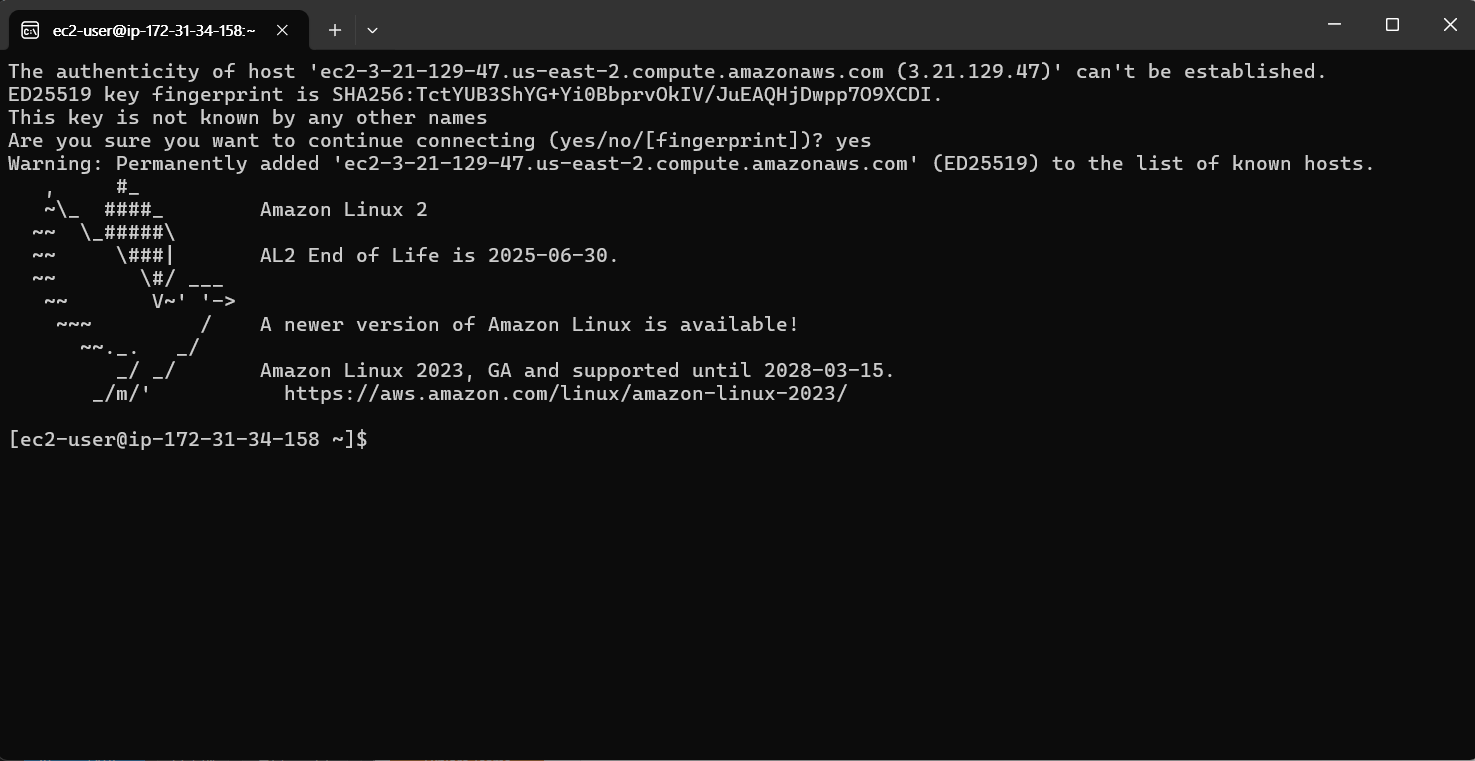 ec2-user@ip-172-31-34-158:~
The authenticity of host 'ec2-3-21-129-47.us-east-2.compute.amazonaws.com (3.21.129.47)' can't be established.
ED25519 key fingerprint is SHA256:TctYUB3ShYG+Yi0BbprvOkIV/JuEAQHjDwpp7O9XCDI.
This key is not known by any other names
Are you sure you want to continue connecting (yes/no/[fingerprint])? yes
Warning: Permanently added 'ec2-3-21-129-47.us-east-2.compute.amazonaws.com' (ED25519) to the list of known hosts.
   ,     #_
   ~\_  ####_        Amazon Linux 2
  ~~  \_#####\
  ~~     \###|       AL2 End of Life is 2025-06-30.
  ~~       \#/ ___
   ~~       V~' '->
    ~~~         /    A newer version of Amazon Linux is available!
      ~~._.   _/
         _/ _/       Amazon Linux 2023, GA and supported until 2028-03-15.
       _/m/'           https://aws.amazon.com/linux/amazon-linux-2023/
[ec2-user@ip-172-31-34-158 ~]$